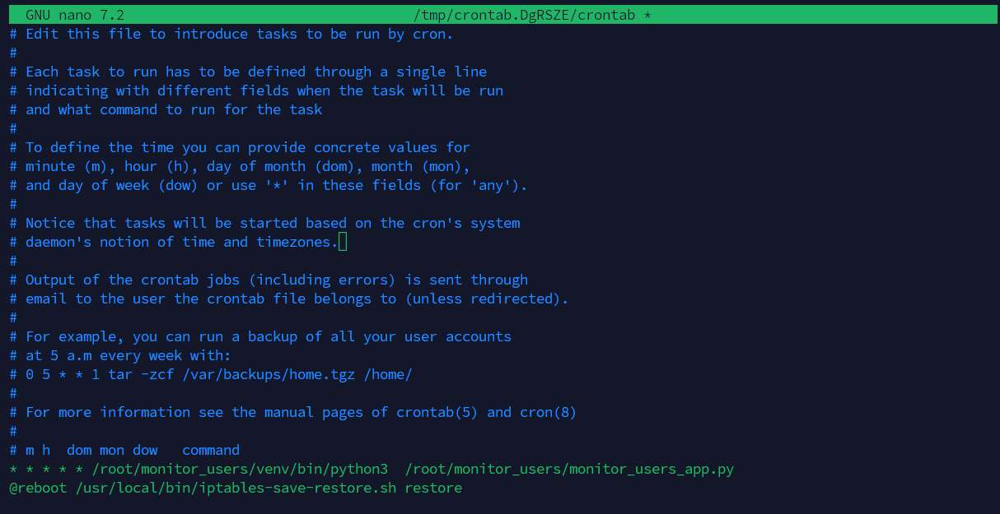 GNU nano 7.2 /tmp/crontab.DgRSZE/crontab *
# Edit this file to introduce tasks to be run by cron.
#
# Each task to run has to be defined through a single line
# indicating with different fields when the task will be run
# and what command to run for the task
#
# To define the time you can provide concrete values for
# minute (m), hour (h), day of month (dom), month (mon),
# and day of week (dow) or use '*' in these fields (for 'any').
#
# Notice that tasks will be started based on the cron's system
# daemon's notion of time and timezones.
#
# Output of the crontab jobs (including errors) is sent through
# email to the user the crontab file belongs to (unless redirected).
#
# For example, you can run a backup of all your user accounts
# at 5 a.m every week with:
# 0 5 * * 1 tar -zcf /var/backups/home.tgz /home/
#
# For more information see the manual pages of crontab(5) and cron(8)
#
# m h  dom mon dow   command
* * * * * /root/monitor_users/venv/bin/python3  /root/monitor_users/monitor_users_app.py
@reboot /usr/local/bin/iptables-save-restore.sh restore